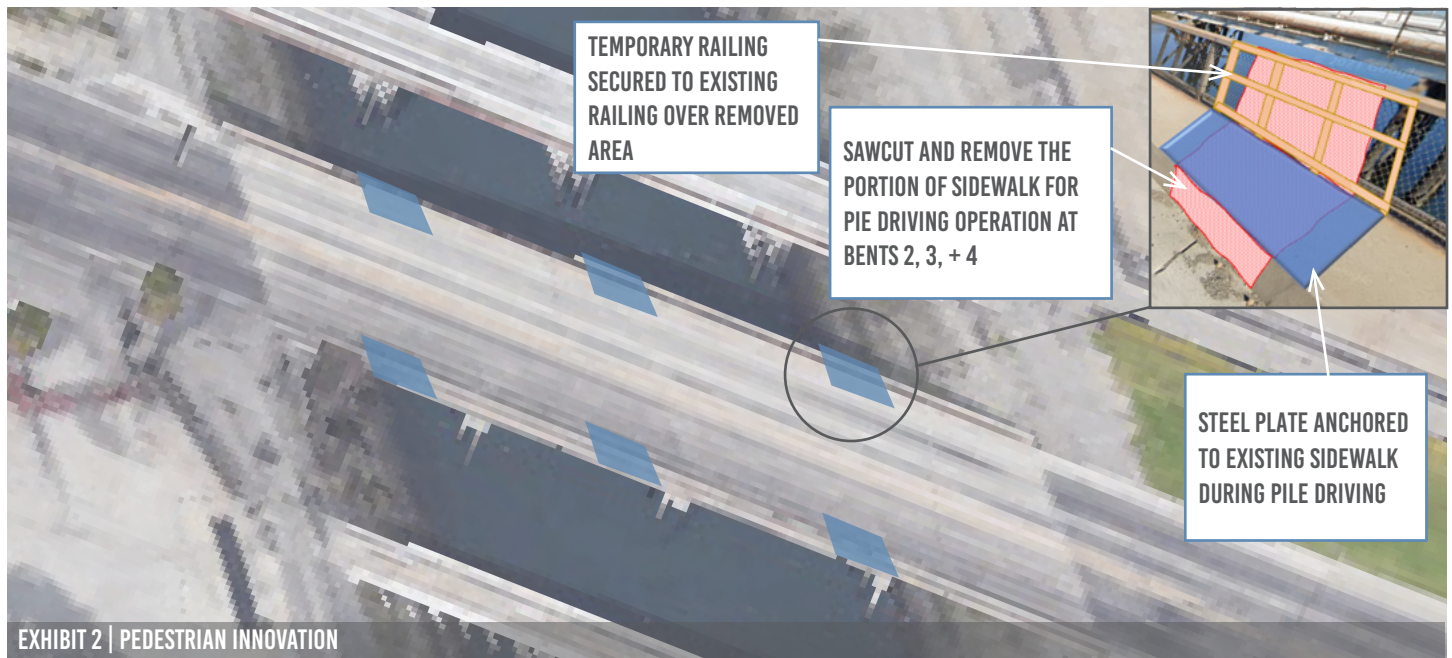 TEMPORARY RAILING
SECURED TO EXISTING
RAILING OVER REMOVED
AREA
SAWCUT AND REMOVE THE
PORTION OF SIDEWALK FOR
PIE DRIVING OPERATION AT
BENTS 2, 3, + 4
STEEL PLATE ANCHORED
TO EXISTING SIDEWALK
DURING PILE DRIVING
EXHIBIT 2 | PEDESTRIAN INNOVATION